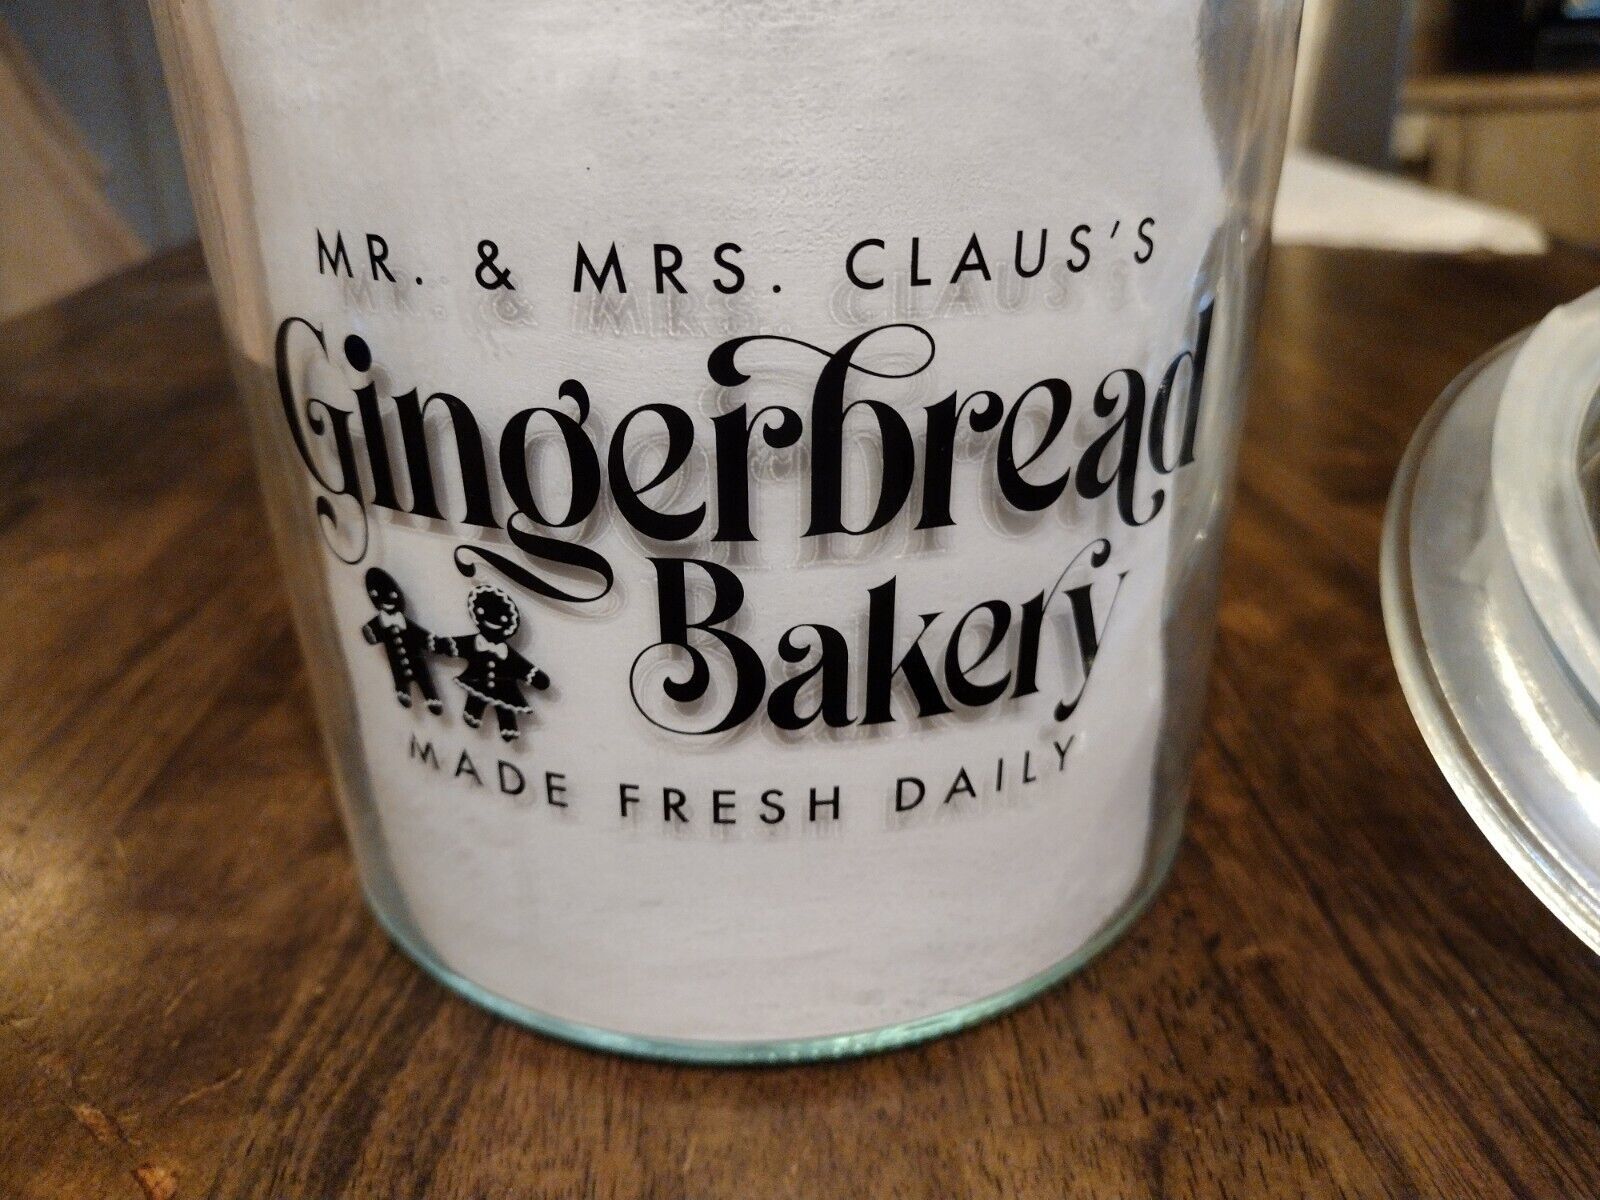 MR. & MRS. CLAUS'S
Gingerbread
Bakery
MADE FRESH DAILY